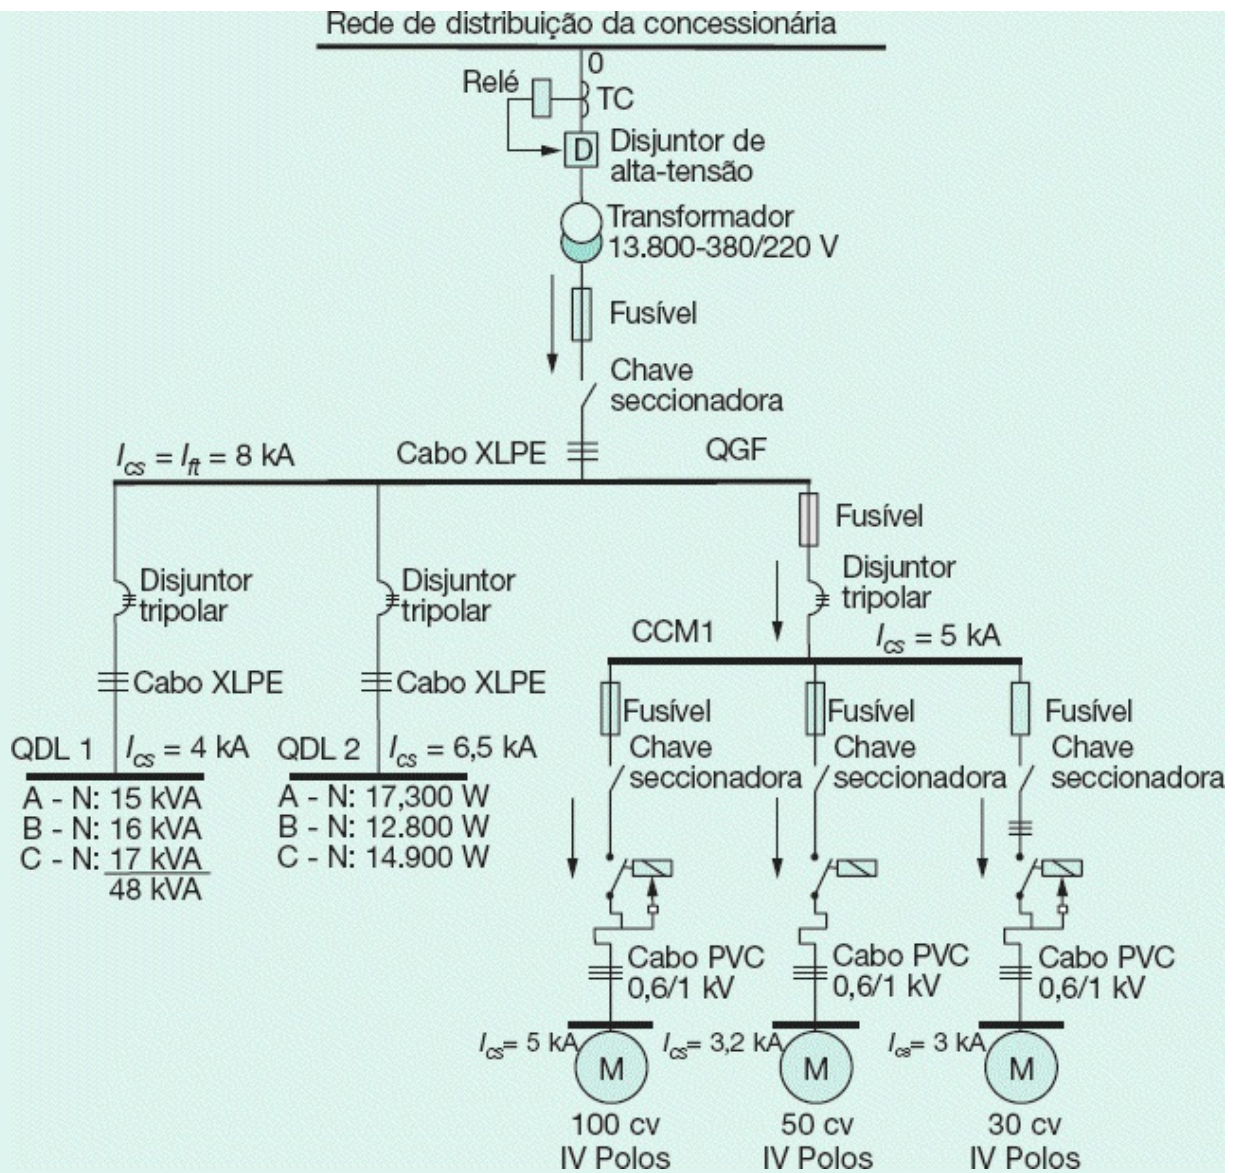 Rede de distribuição da concessionária
0
Relé
TC
D
Disjuntor de
alta-tensão
Transformador
13.800-380/220 V
Fusível
Chave
seccionadora
Ics = Ift = 8 kA
Cabo XLPE
QGF
Fusível
Disjuntor
tripolar
Disjuntor
tripolar
Disjuntor
tripolar
CCM1
Ics = 5 kA
Cabo XLPE
Cabo XLPE
Fusível
Fusível
Fusível
Chave
seccionadora
Chave
seccionadora
Chave
seccionadora
QDL 1
Ics = 4 kA
A - N: 15 kVA
B - N: 16 kVA
C - N: 17 kVA
48 kVA
QDL 2
Ics = 6,5 kA
A - N: 17,300 W
B - N: 12.800 W
C - N: 14.900 W
Cabo PVC
0,6/1 kV
Cabo PVC
0,6/1 kV
Cabo PVC
0,6/1 kV
Ics= 5 kA
M
100 cv
IV Polos
Ics= 3,2 kA
M
50 cv
IV Polos
Ics= 3 kA
M
30 cv
IV Polos